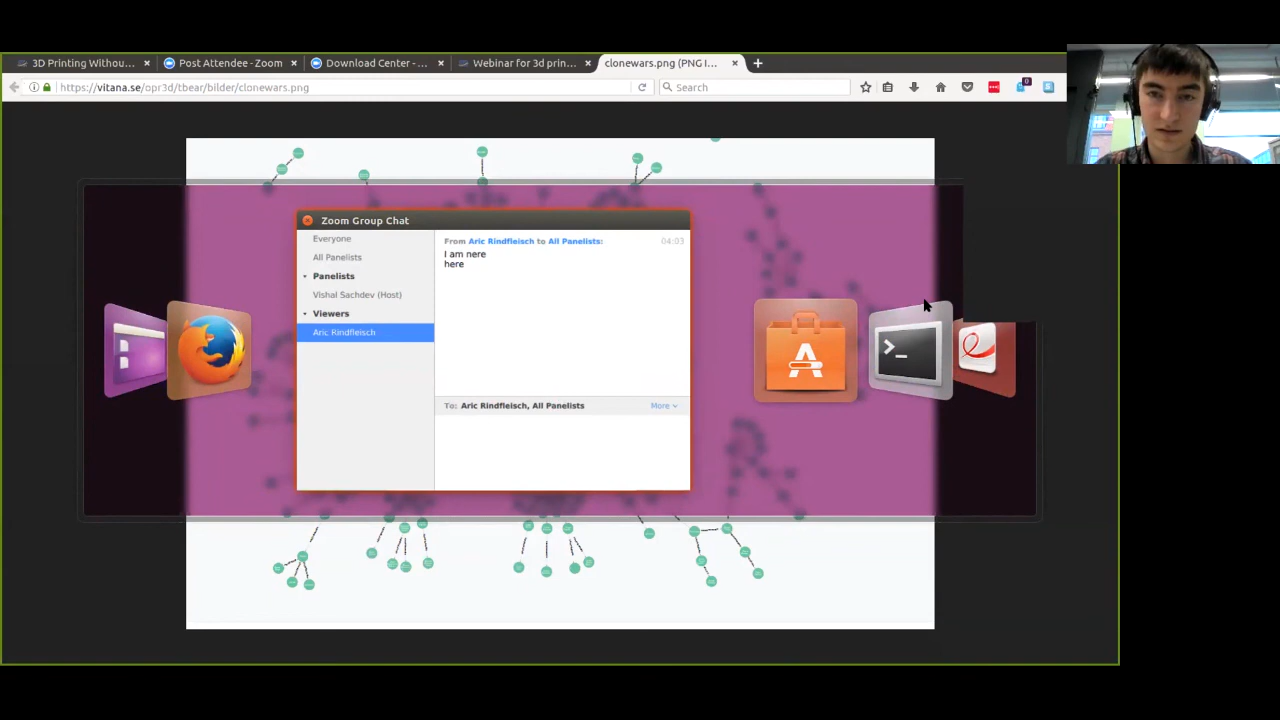 3D Printing Withou...
Post Attendee - Zoom
Download Center - ...
Webinar for 3d prin...
clonewars.png (PNG I...
https://vitana.se/opr3d/tbear/bilder/clonewars.png
Search
0
Zoom Group Chat
Everyone
All Panelists
Panelists
Vishal Sachdev (Host)
Viewers
Aric Rindfleisch
From Aric Rindfleisch to All Panelists:
04:03
I am nere
here
To: Aric Rindfleisch, All Panelists
More